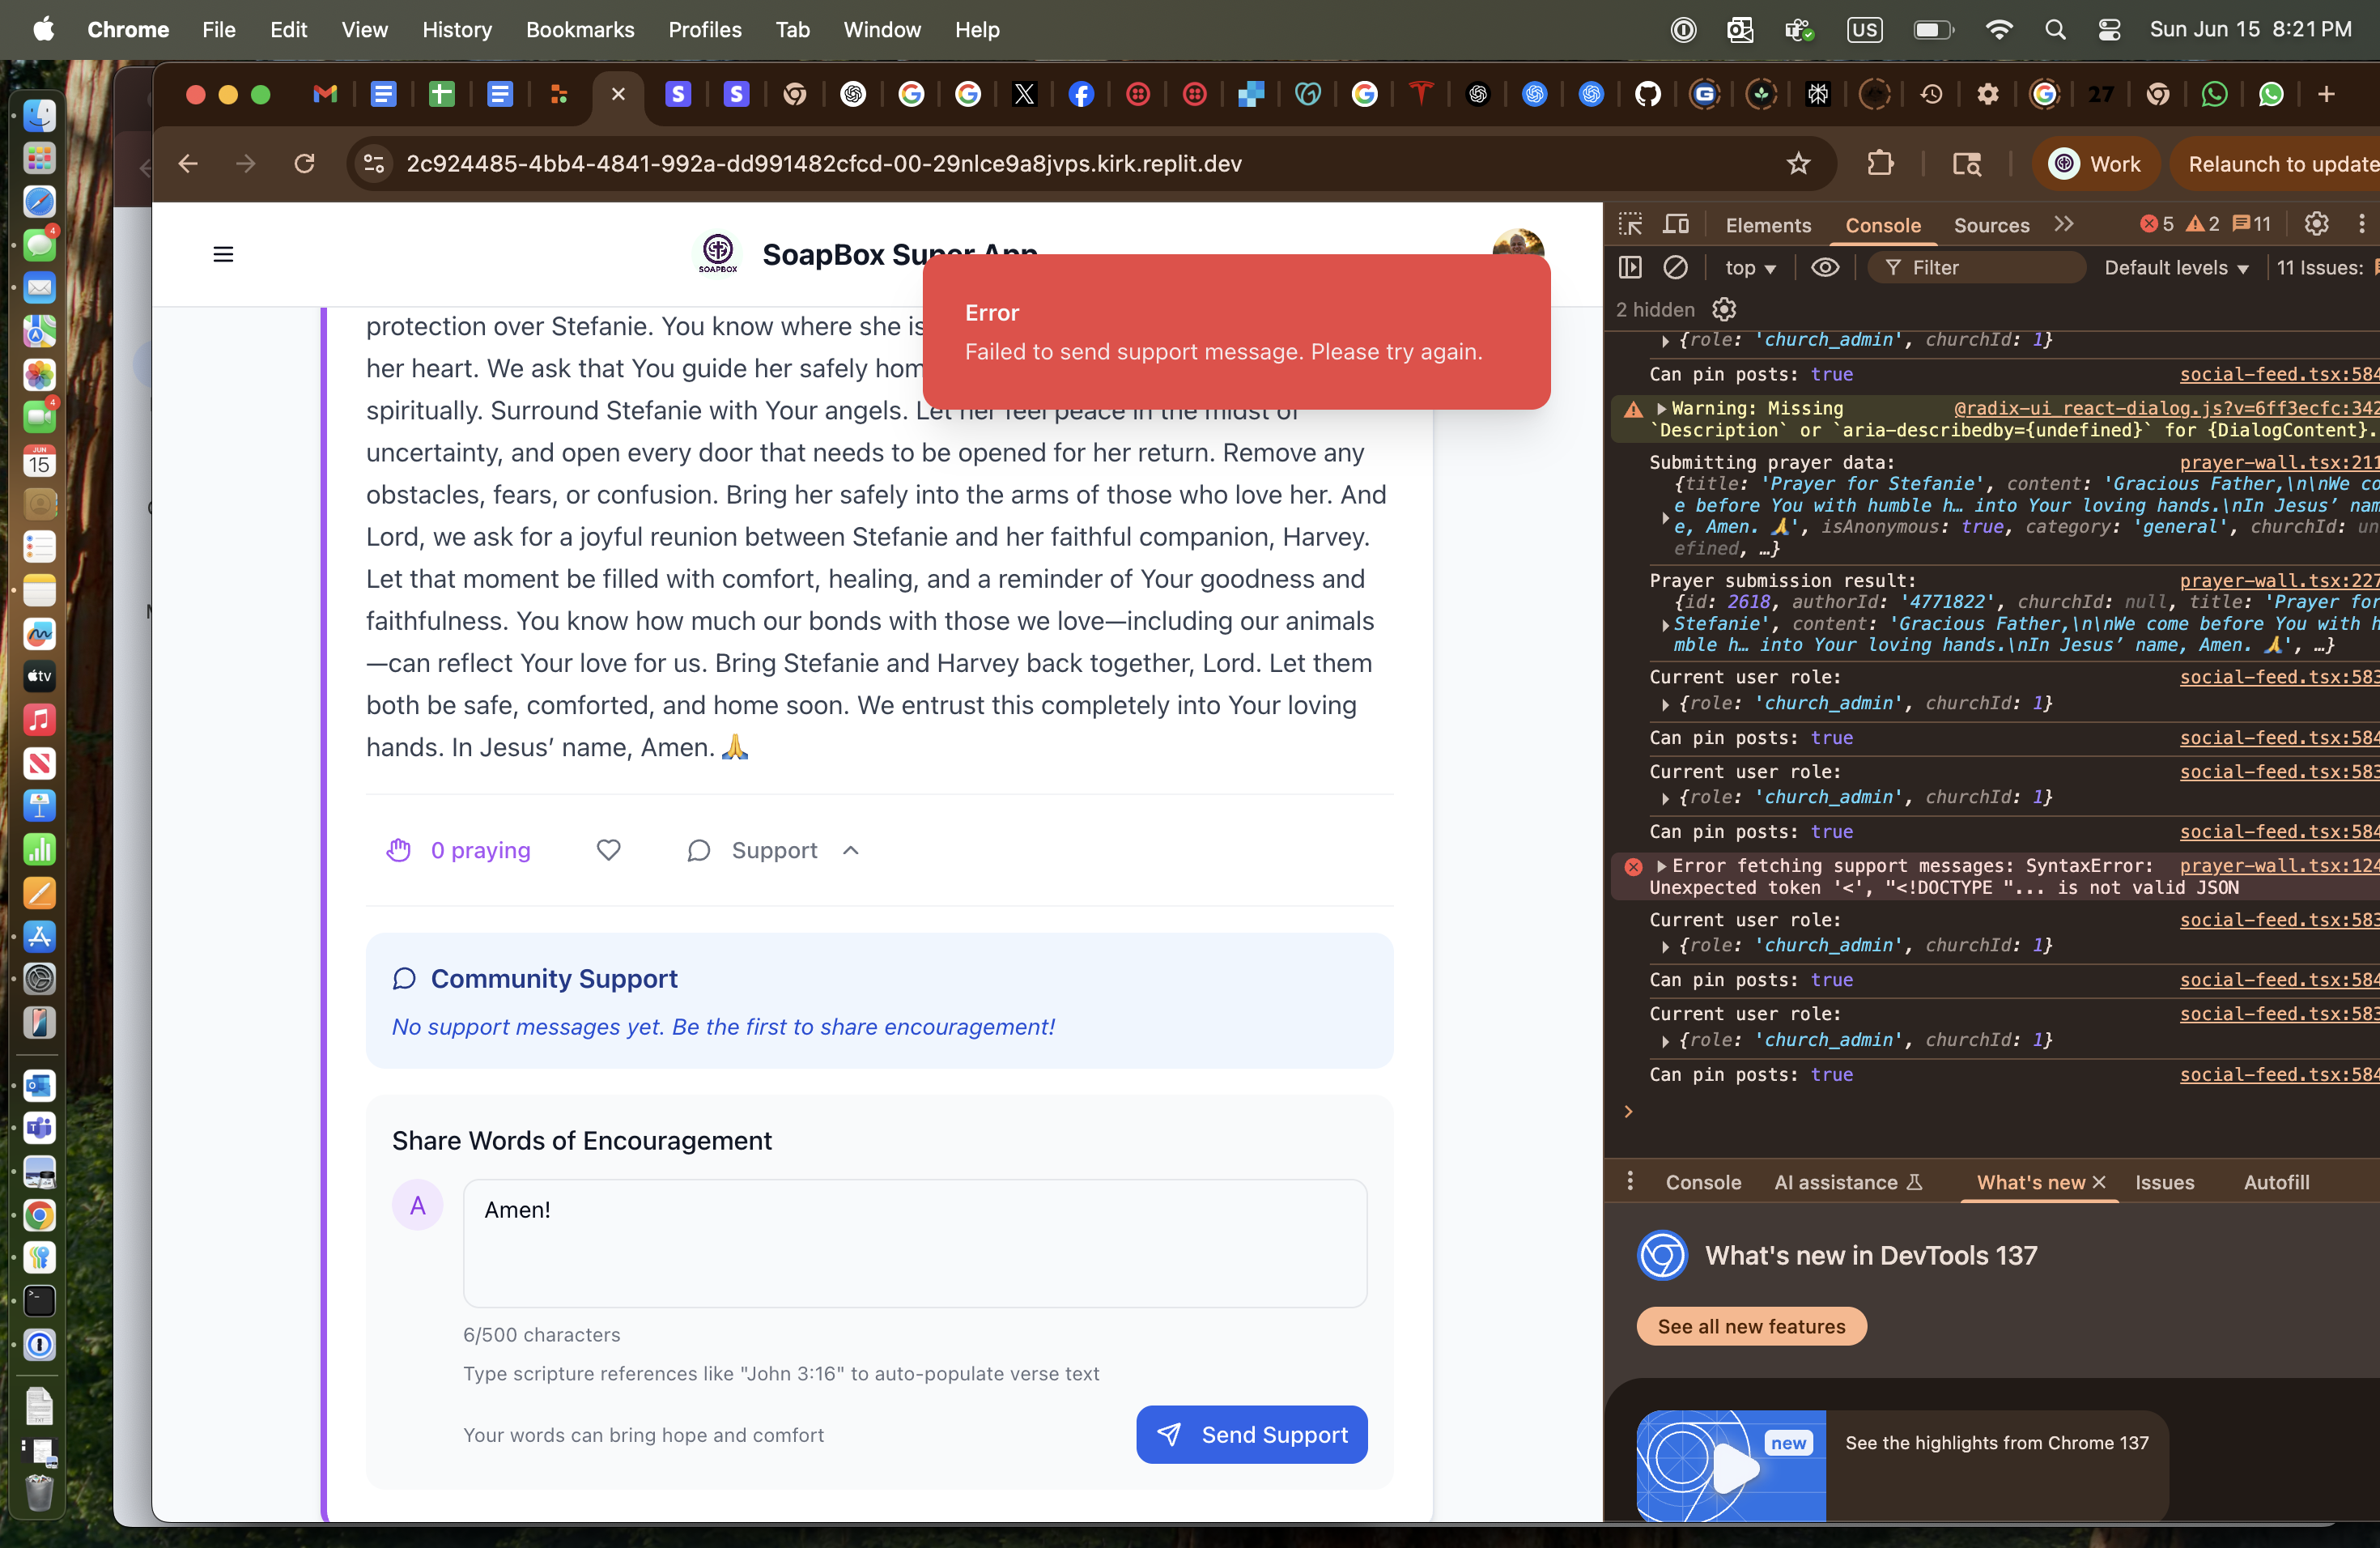 Chrome File Edit View History Bookmarks Profiles Tab Window Help US Sun Jun 15 8:21 PM
27
2c924485-4bb4-4841-992a-dd991482cfcd-00-29nlce9a8jvps.kirk.replit.dev Work Relaunch to update
SOAPBOX
SoapBox Super App
Error
Failed to send support message. Please try again.
protection over Stefanie. You know where she is
her heart. We ask that You guide her safely hom
spiritually. Surround Stefanie with Your angels. Let her feel peace in the midst of
uncertainty, and open every door that needs to be opened for her return. Remove any
obstacles, fears, or confusion. Bring her safely into the arms of those who love her. And
Lord, we ask for a joyful reunion between Stefanie and her faithful companion, Harvey.
Let that moment be filled with comfort, healing, and a reminder of Your goodness and
faithfulness. You know how much our bonds with those we love—including our animals
—can reflect Your love for us. Bring Stefanie and Harvey back together, Lord. Let them
both be safe, comforted, and home soon. We entrust this completely into Your loving
hands. In Jesus’ name, Amen. 🙏
0 praying Support
Community Support
No support messages yet. Be the first to share encouragement!
Share Words of Encouragement
A
Amen!
6/500 characters
Type scripture references like "John 3:16" to auto-populate verse text
Your words can bring hope and comfort
Send Support
Elements Console Sources 5 2 11
top Filter Default levels 11 Issues:
2 hidden
{role: 'church_admin', churchId: 1}
Can pin posts: true social-feed.tsx:584
Warning: Missing @radix-ui_react-dialog.js?v=6ff3ecfc:342
`Description` or `aria-describedby={undefined}` for {DialogContent}.
Submitting prayer data: prayer-wall.tsx:211
{title: 'Prayer for Stefanie', content: 'Gracious Father,\n\nWe co
e before You with humble h… into Your loving hands.\nIn Jesus’ nam
e, Amen. 🙏', isAnonymous: true, category: 'general', churchId: un
efined, …}
Prayer submission result: prayer-wall.tsx:227
{id: 2618, authorId: '4771822', churchId: null, title: 'Prayer for
Stefanie', content: 'Gracious Father,\n\nWe come before You with h
mble h… into Your loving hands.\nIn Jesus’ name, Amen. 🙏', …}
Current user role: social-feed.tsx:583
{role: 'church_admin', churchId: 1}
Can pin posts: true social-feed.tsx:584
Current user role: social-feed.tsx:583
{role: 'church_admin', churchId: 1}
Can pin posts: true social-feed.tsx:584
Error fetching support messages: SyntaxError: prayer-wall.tsx:124
Unexpected token '<', "<!DOCTYPE "... is not valid JSON
Current user role: social-feed.tsx:583
{role: 'church_admin', churchId: 1}
Can pin posts: true social-feed.tsx:584
Current user role: social-feed.tsx:583
{role: 'church_admin', churchId: 1}
Can pin posts: true social-feed.tsx:584
Console AI assistance What's new Issues Autofill
What's new in DevTools 137
See all new features
new
See the highlights from Chrome 137
4
4
JUN
15
tv